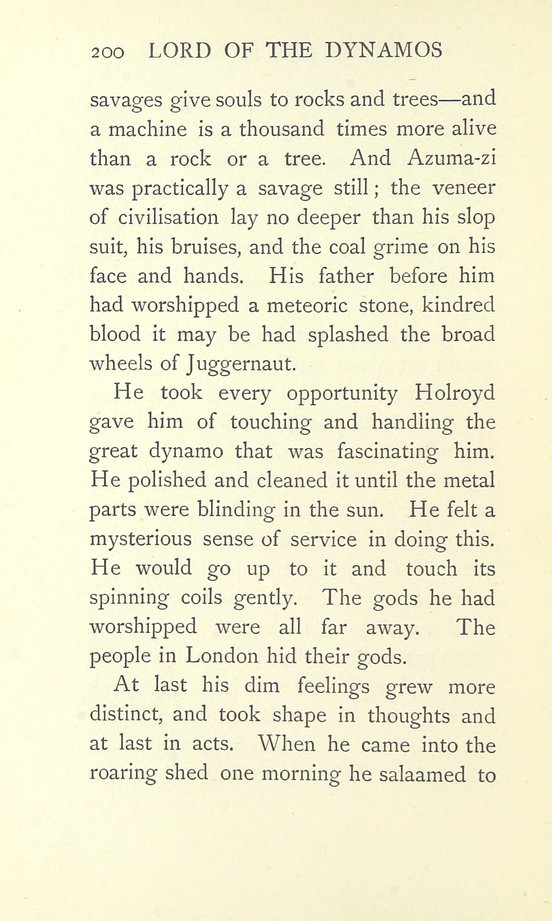 200 LORD OF THE DYNAMOS
savages give souls to rocks and trees—and
a machine is a thousand times more alive
than a rock or a tree. And Azuma-zi
was practically a savage still; the veneer
of civilisation lay no deeper than his slop
suit, his bruises, and the coal grime on his
face and hands. His father before him
had worshipped a meteoric stone, kindred
blood it may be had splashed the broad
wheels of Juggernaut.
He took every opportunity Holroyd
gave him of touching and handling the
great dynamo that was fascinating him.
He polished and cleaned it until the metal
parts were blinding in the sun. He felt a
mysterious sense of service in doing this.
He would go up to it and touch its
spinning coils gently. The gods he had
worshipped were all far away. The
people in London hid their gods.
At last his dim feelings grew more
distinct, and took shape in thoughts and
at last in acts. When he came into the
roaring shed one morning he salaamed to